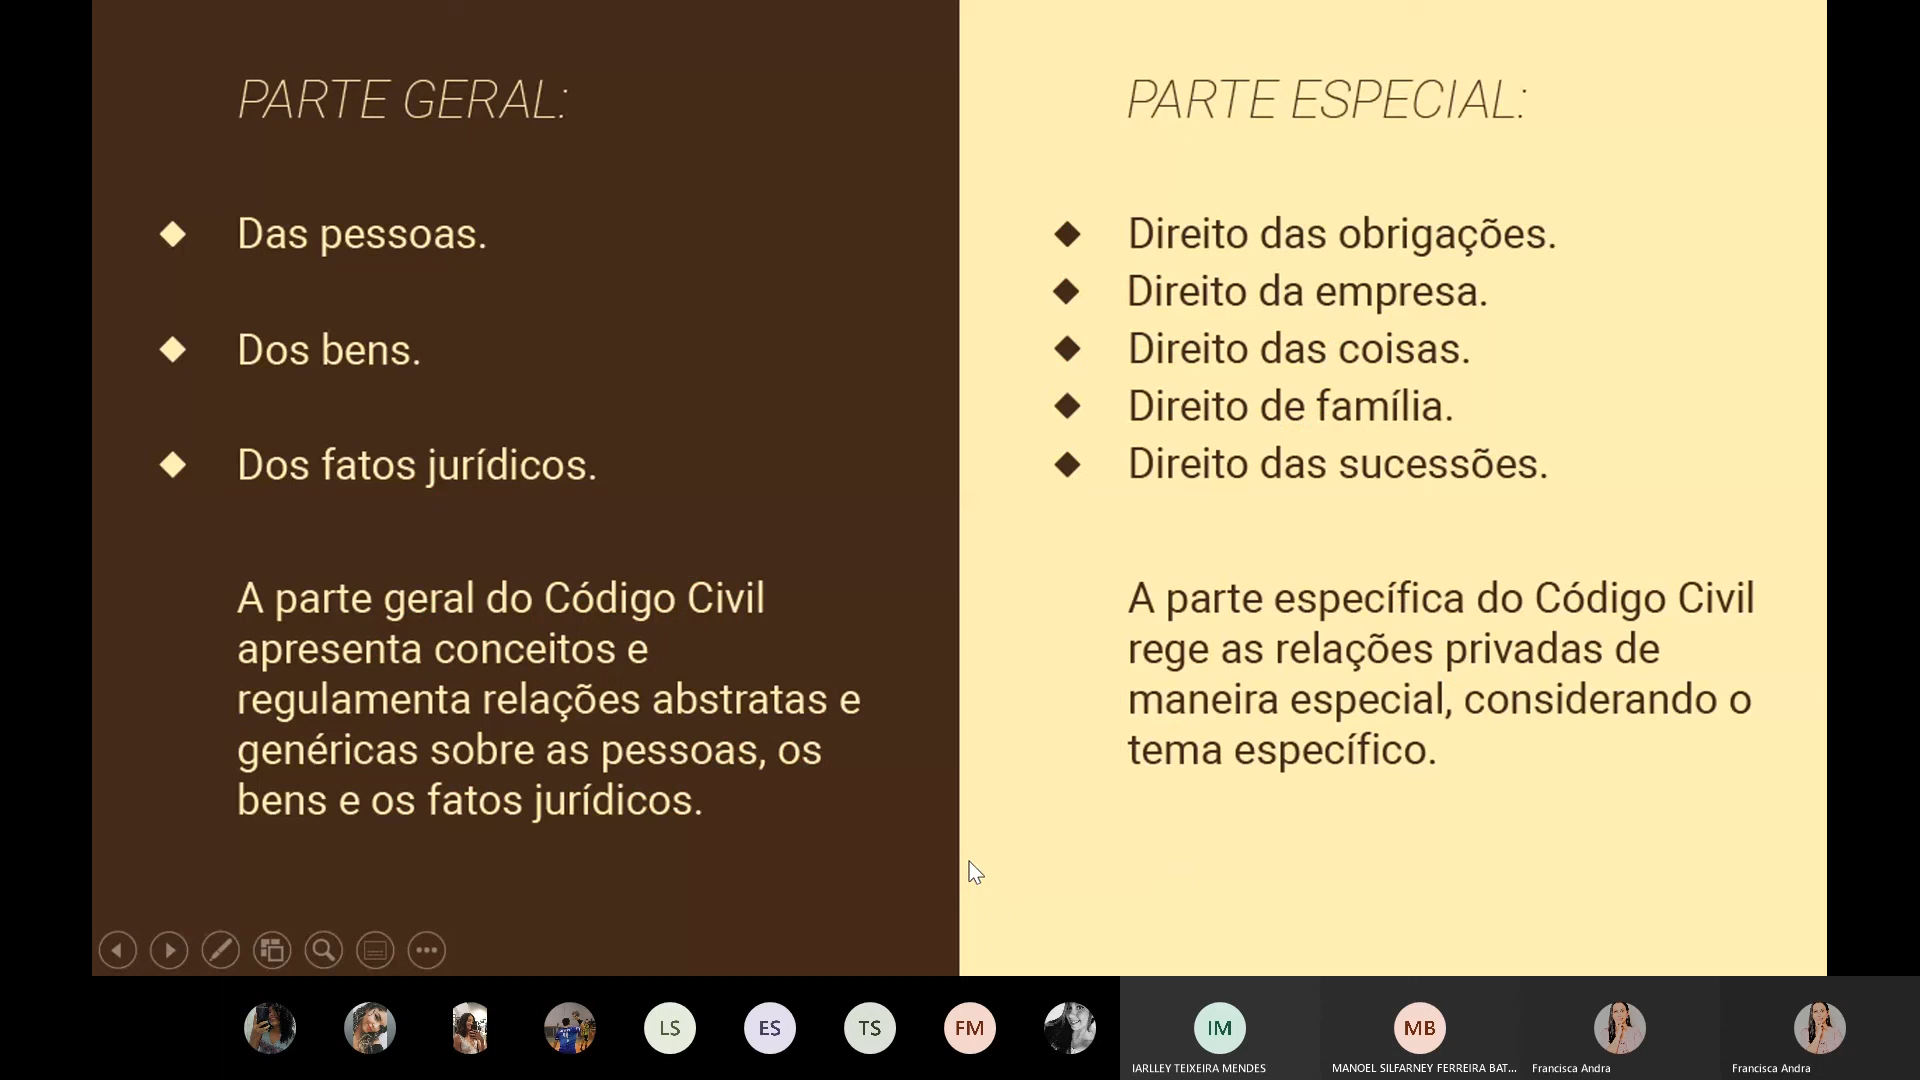 PARTE GERAL:
Das pessoas.
Dos bens.
Dos fatos jurídicos.
A parte geral do Código Civil
apresenta conceitos e
regulamenta relações abstratas e
genéricas sobre as pessoas, os
bens e os fatos jurídicos.
PARTE ESPECIAL:
Direito das obrigações.
Direito da empresa.
Direito das coisas.
Direito de família.
Direito das sucessões.
A parte específica do Código Civil
rege as relações privadas de
maneira especial, considerando o
tema específico.
LS
ES
TS
FM
IM
MB
IARLLEY TEIXEIRA MENDES
MANOEL SILFARNEY FERREIRA BAT...
Francisca Andra
Francisca Andra